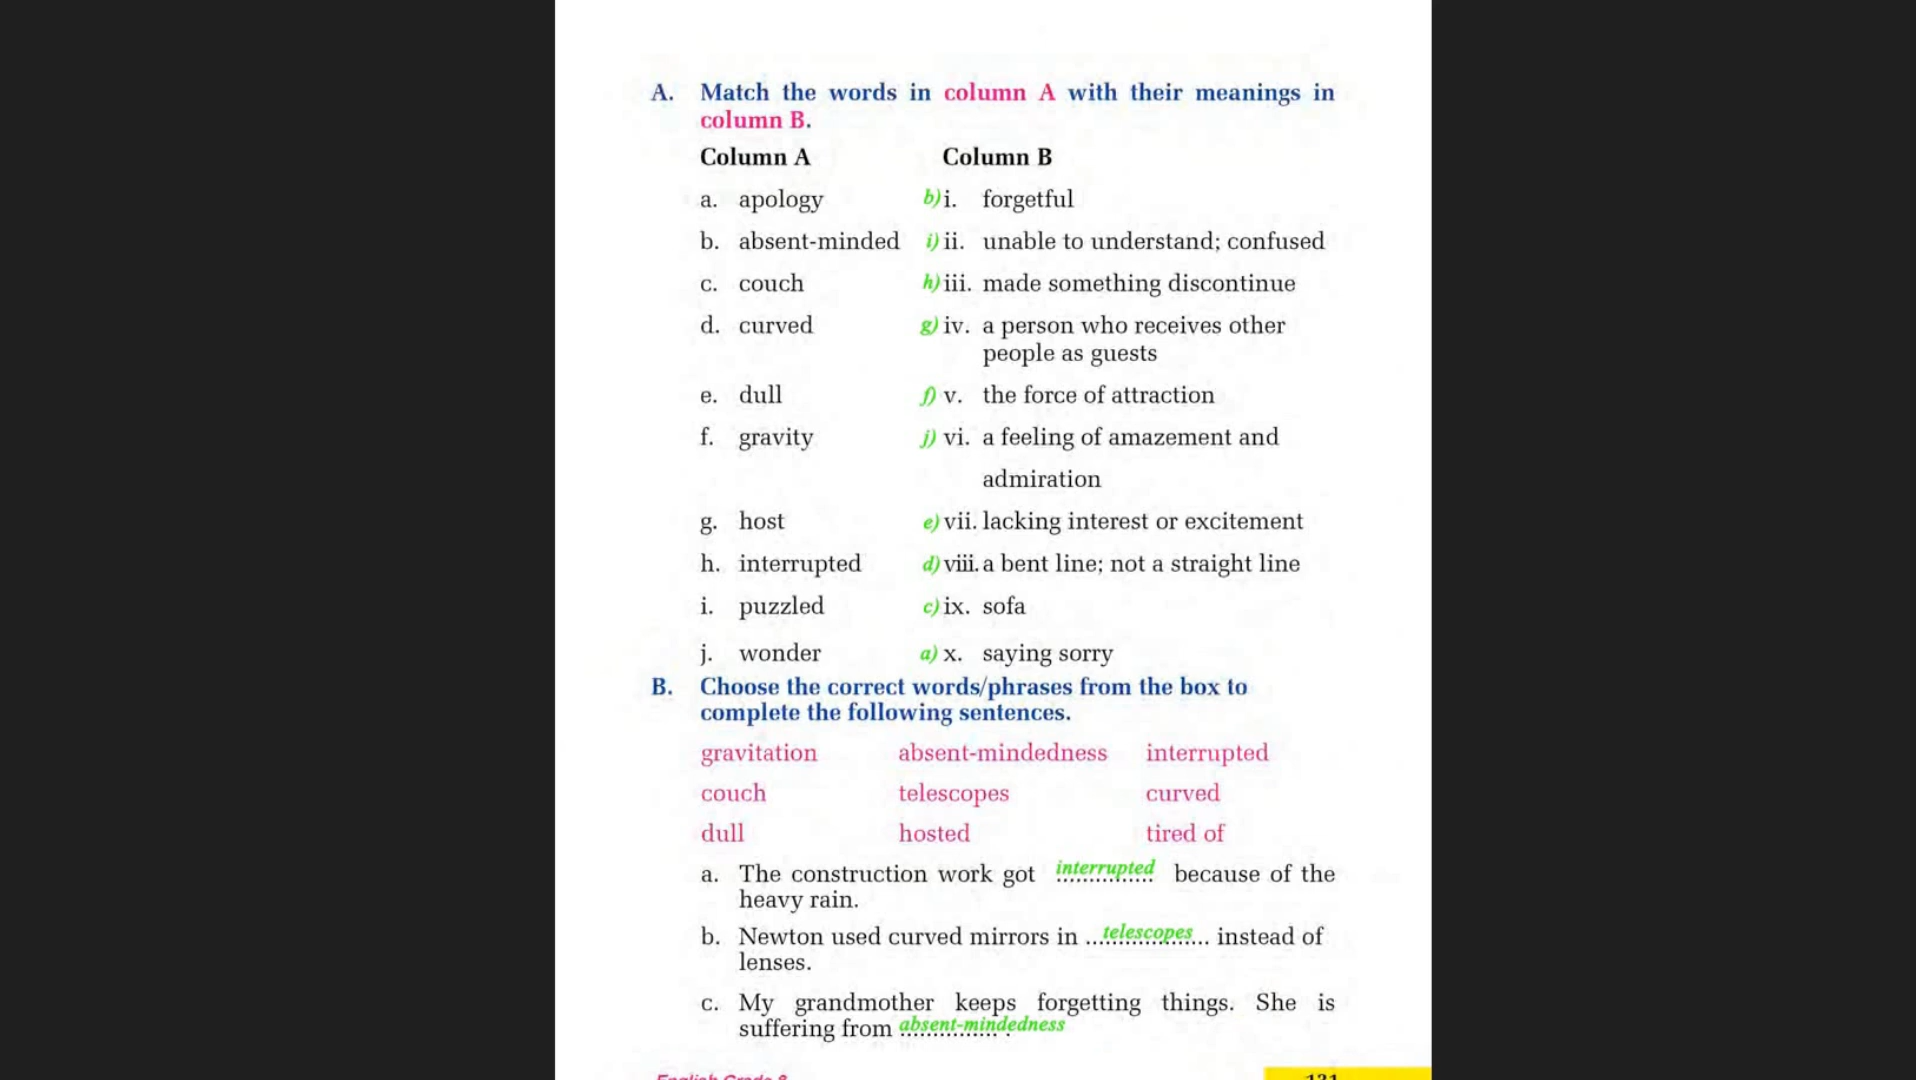 A. Match the words in column A with their meanings in
column B.
Column A Column B
a. apology b) i. forgetful
b. absent-minded i) ii. unable to understand; confused
c. couch h) iii. made something discontinue
d. curved g) iv. a person who receives other
people as guests
e. dull f) v. the force of attraction
f. gravity j) vi. a feeling of amazement and
admiration
g. host e) vii. lacking interest or excitement
h. interrupted d) viii. a bent line; not a straight line
i. puzzled c) ix. sofa
j. wonder a) x. saying sorry
B. Choose the correct words/phrases from the box to
complete the following sentences.
gravitation absent-mindedness interrupted
couch telescopes curved
dull hosted tired of
a. The construction work got interrupted because of the
heavy rain.
b. Newton used curved mirrors in ...telescopes... instead of
lenses.
c. My grandmother keeps forgetting things. She is
suffering from absent-mindedness .
English Grade 8 131